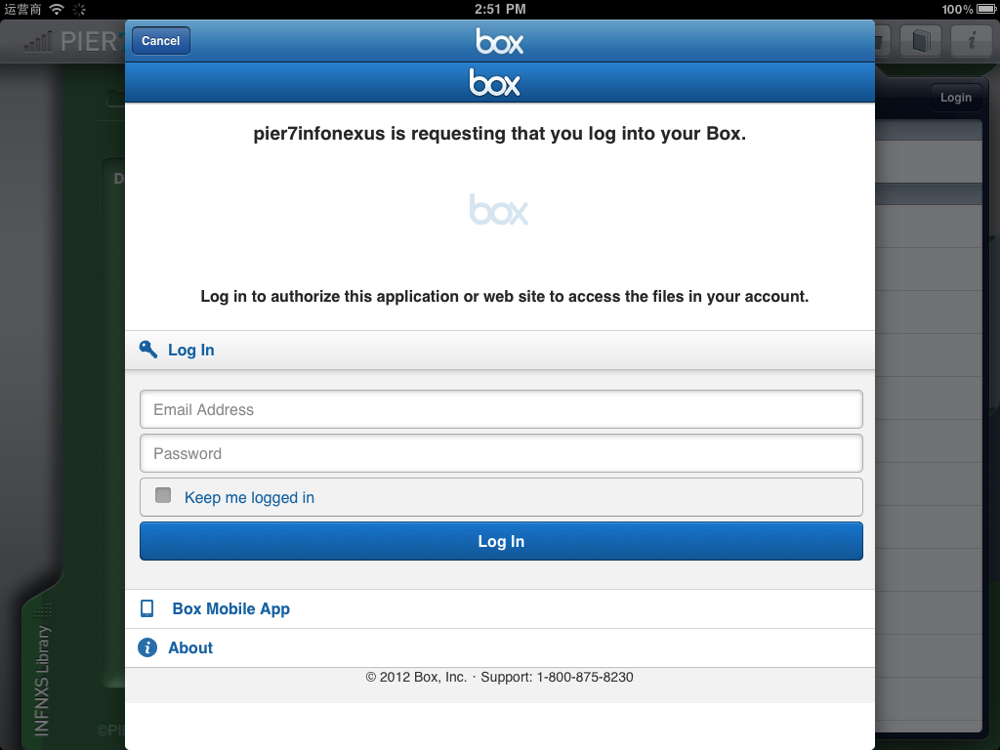 运营商
2:51 PM
100%
PIER
Cancel
box
box
Login
pier7infonexus is requesting that you log into your Box.
box
Log in to authorize this application or web site to access the files in your account.
Log In
Email Address
Password
Keep me logged in
Log In
Box Mobile App
About
© 2012 Box, Inc. · Support: 1-800-875-8230
INFNXS Library
©PIE